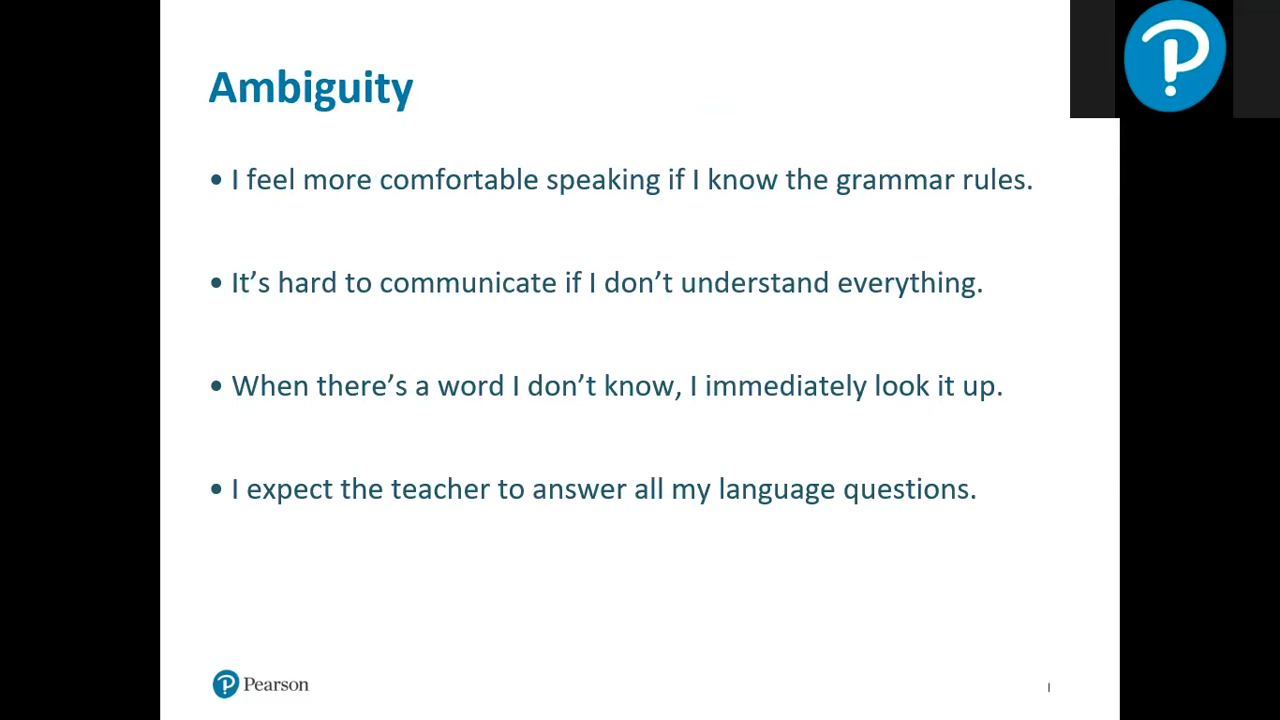 Ambiguity
• I feel more comfortable speaking if I know the grammar rules.
• It’s hard to communicate if I don’t understand everything.
• When there’s a word I don’t know, I immediately look it up.
• I expect the teacher to answer all my language questions.
Pearson